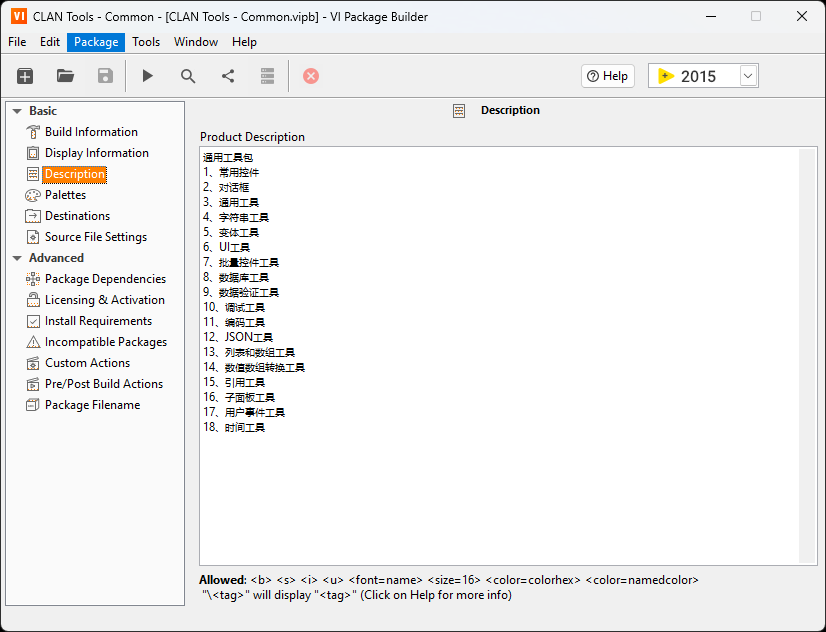 VI CLAN Tools - Common - [CLAN Tools - Common.vipb] - VI Package Builder
File Edit Package Tools Window Help
Help 2015
Basic
Build Information
Display Information
Description
Palettes
Destinations
Source File Settings
Advanced
Package Dependencies
Licensing & Activation
Install Requirements
Incompatible Packages
Custom Actions
Pre/Post Build Actions
Package Filename
Description
Product Description
通用工具包
1、常用控件
2、对话框
3、通用工具
4、字符串工具
5、变体工具
6、UI工具
7、批量控件工具
8、数据库工具
9、数据验证工具
10、调试工具
11、编码工具
12、JSON工具
13、列表和数组工具
14、数值数组转换工具
15、引用工具
16、子面板工具
17、用户事件工具
18、时间工具
Allowed: <b> <s> <i> <u> <font=name> <size=16> <color=colorhex> <color=namedcolor>
"\<tag>" will display "<tag>" (Click on Help for more info)